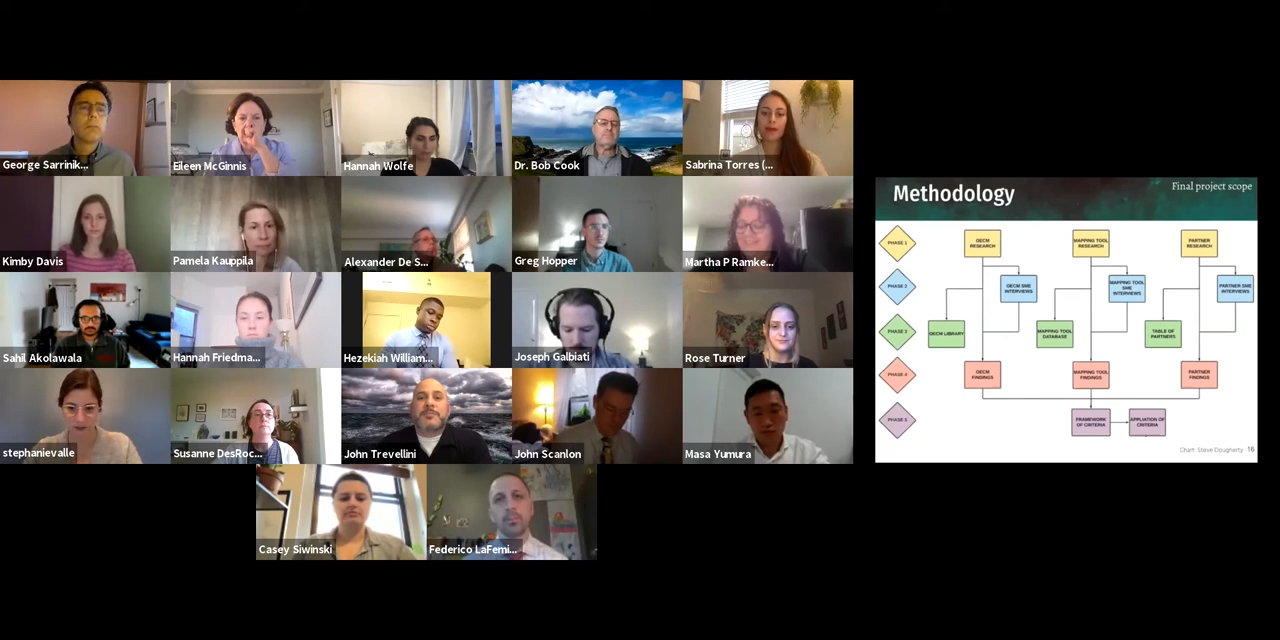 George Sarrinik...
Eileen McGinnis
Hannah Wolfe
Dr. Bob Cook
Sabrina Torres (...
Kimby Davis
Pamela Kauppila
Alexander De S...
Greg Hopper
Martha P Ramke...
Sahil Akolawala
Hannah Friedma...
Hezekiah William...
Joseph Galbiati
Rose Turner
stephanievalle
Susanne DesRoc...
John Trevellini
John Scanlon
Masa Yumura
Casey Siwinski
Federico LaFemi...
Methodology
Final project scope
PHASE 1
OECM
RESEARCH
MAPPING TOOL
RESEARCH
PARTNER
RESEARCH
PHASE 2
OECM SME
INTERVIEWS
MAPPING TOOL
SME
INTERVIEWS
PARTNER SME
INTERVIEWS
PHASE 3
OECM LIBRARY
MAPPING TOOL
DATABASE
TABLE OF
PARTNERS
PHASE 4
OECM
FINDINGS
MAPPING TOOL
FINDINGS
PARTNER
FINDINGS
PHASE 5
FRAMEWORK
OF CRITERIA
APPLIATION OF
CRITERIA
Chart: Steve Dougherty 16